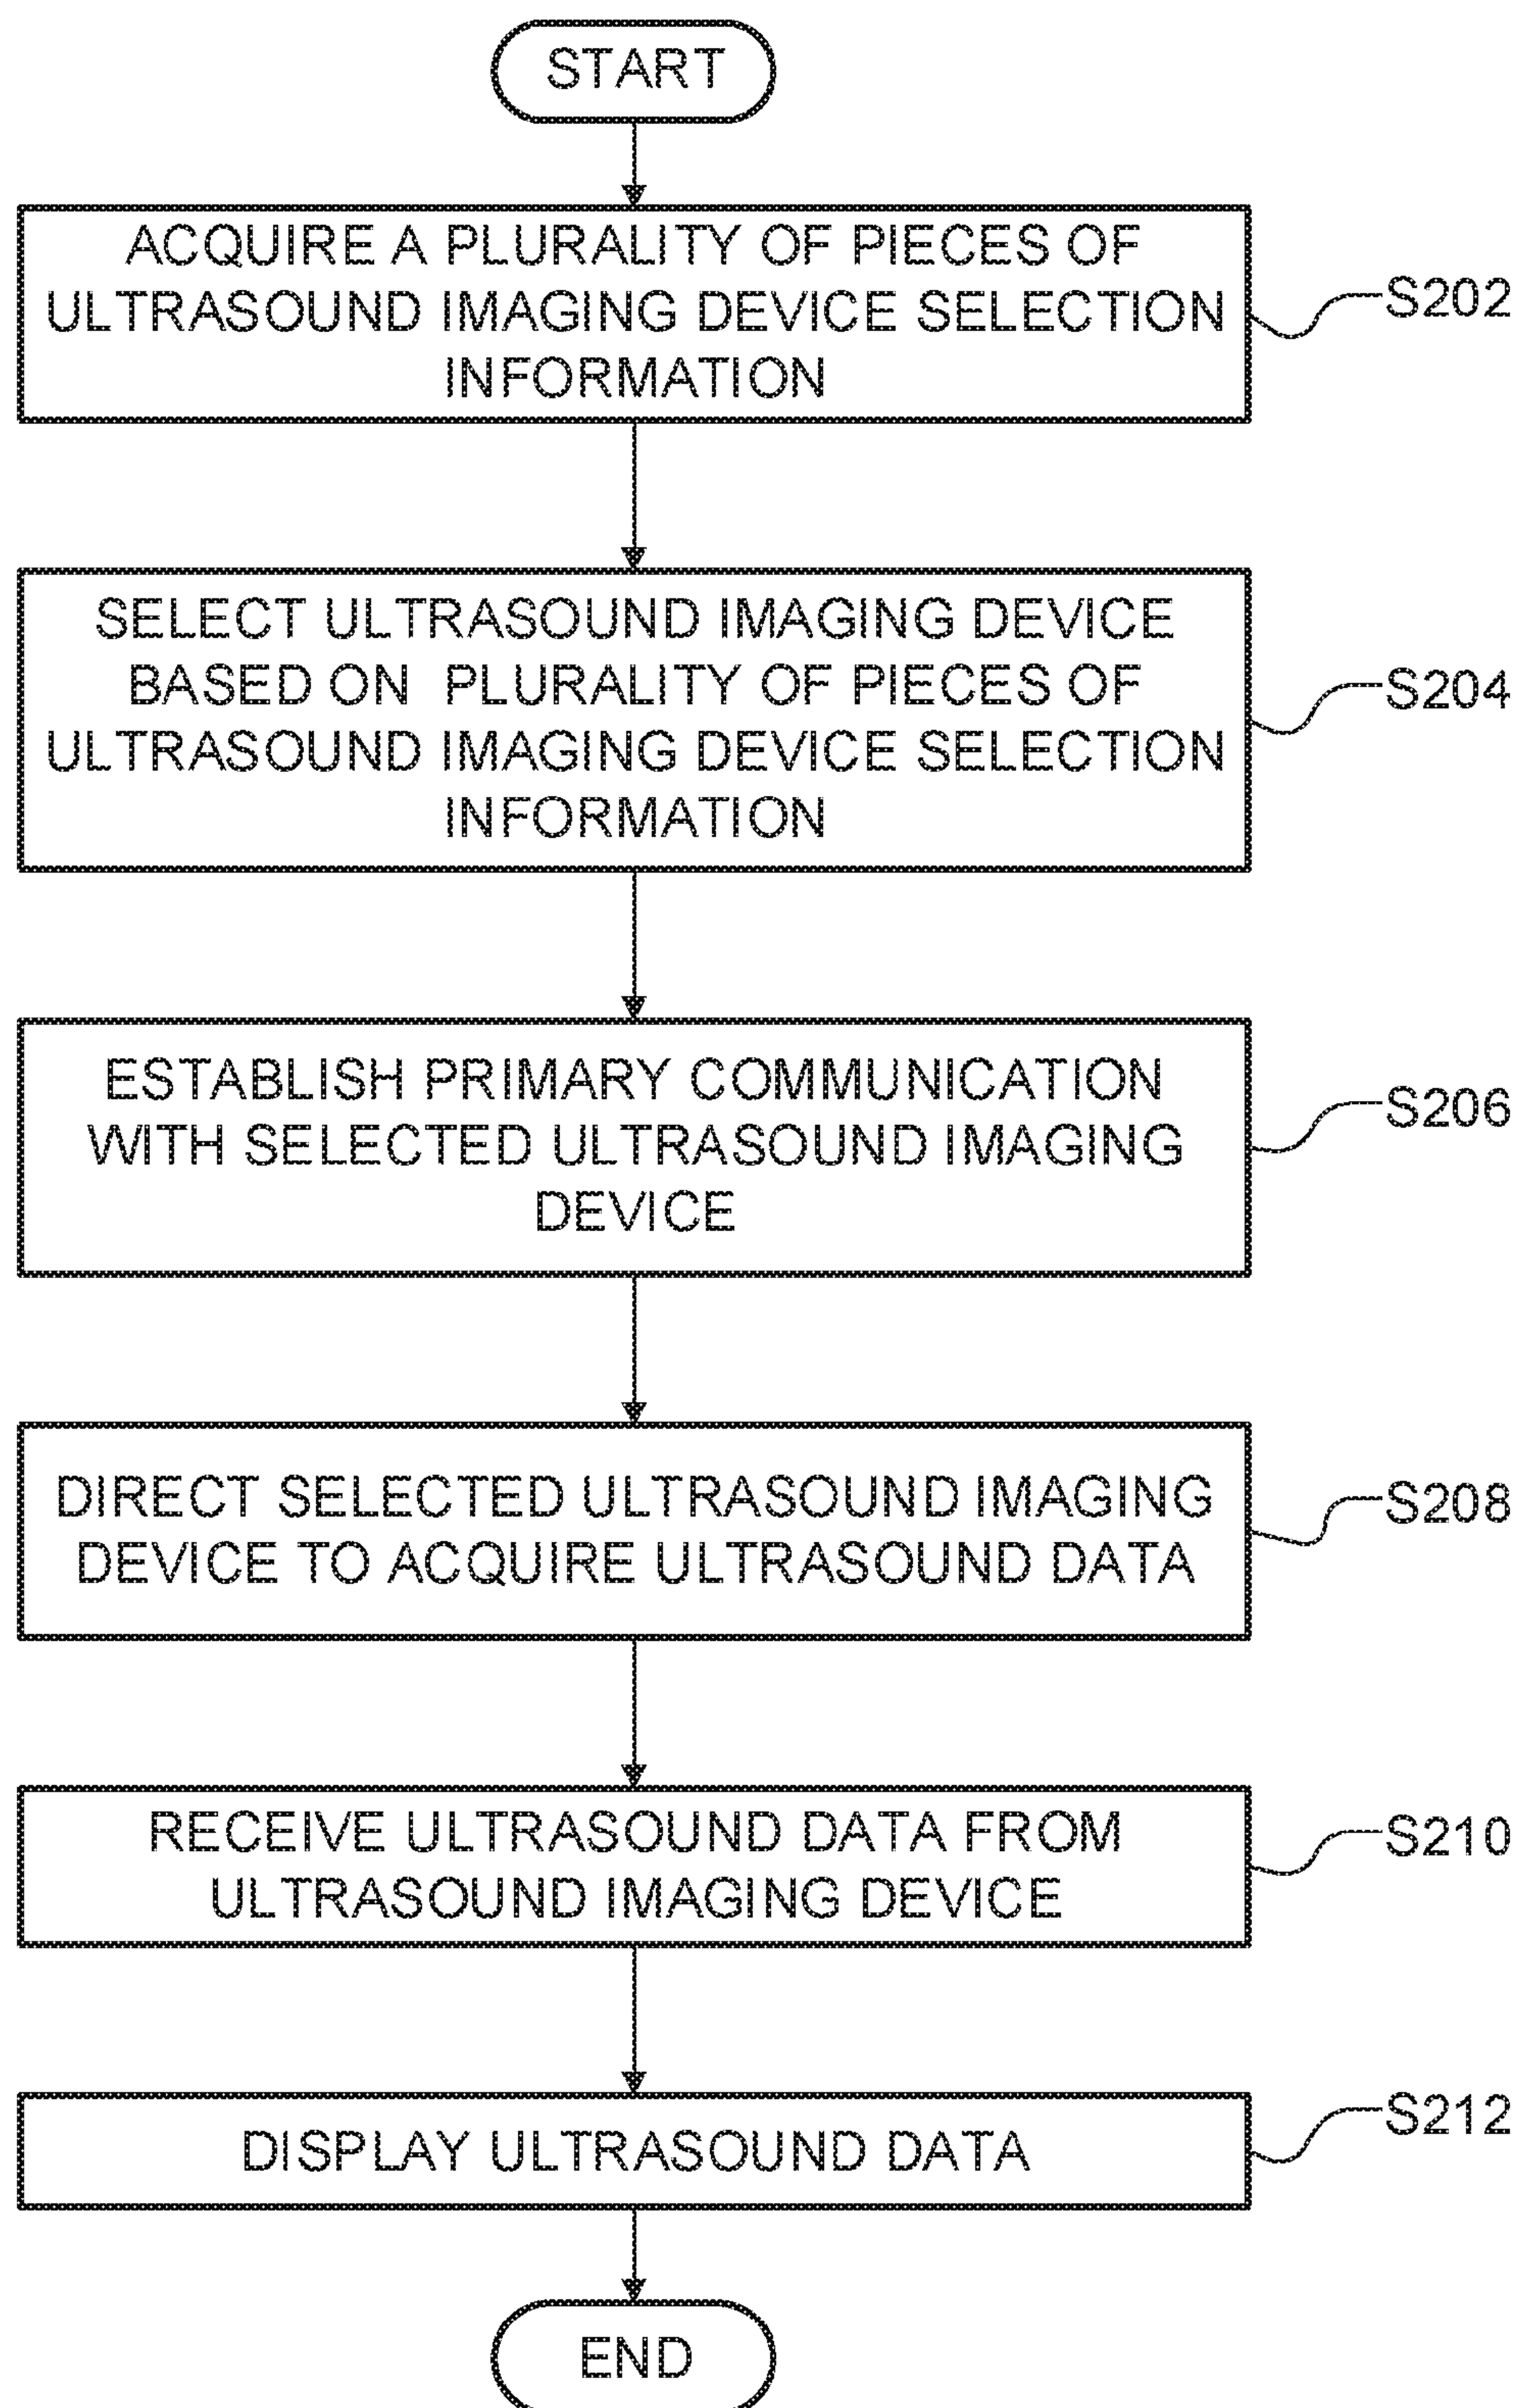 START
ACQUIRE A PLURALITY OF PIECES OF
ULTRASOUND IMAGING DEVICE SELECTION
INFORMATION
S202
SELECT ULTRASOUND IMAGING DEVICE
BASED ON PLURALITY OF PIECES OF
ULTRASOUND IMAGING DEVICE SELECTION
INFORMATION
S204
ESTABLISH PRIMARY COMMUNICATION
WITH SELECTED ULTRASOUND IMAGING
DEVICE
S206
DIRECT SELECTED ULTRASOUND IMAGING
DEVICE TO ACQUIRE ULTRASOUND DATA
S208
RECEIVE ULTRASOUND DATA FROM
ULTRASOUND IMAGING DEVICE
S210
DISPLAY ULTRASOUND DATA
S212
END